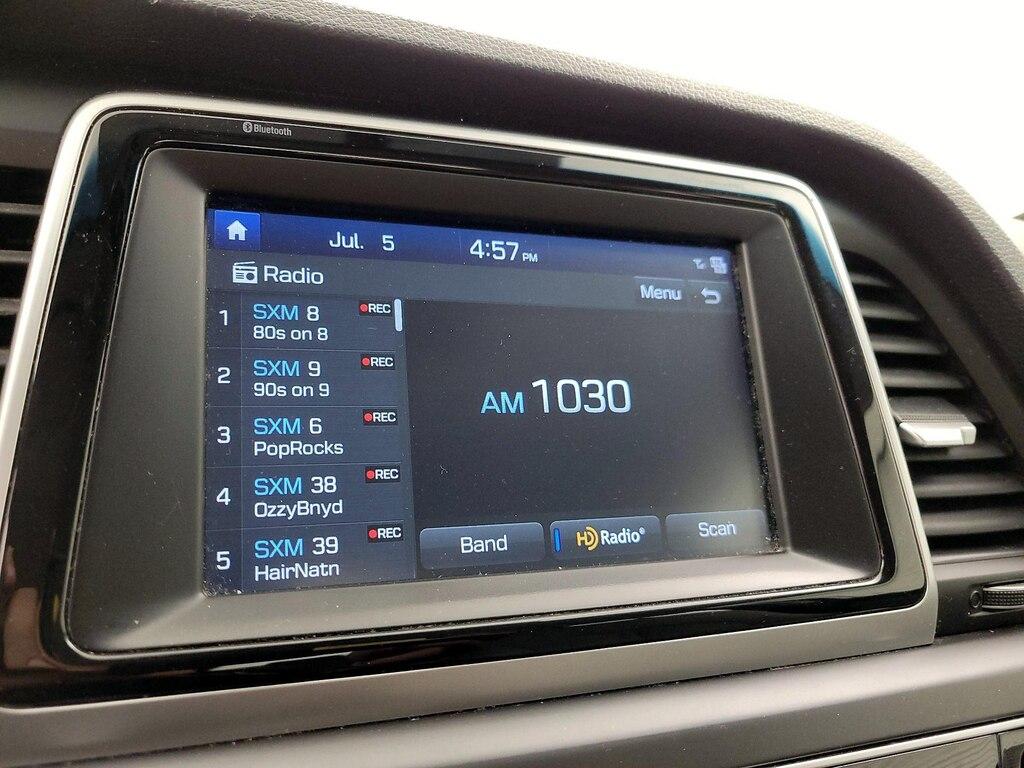 Bluetooth
Jul. 5 4:57 PM
Radio
Menu
1 SXM 8 REC
80s on 8
2 SXM 9 REC
90s on 9
3 SXM 6 REC
PopRocks
4 SXM 38 REC
OzzyBnyd
5 SXM 39 REC
HairNatn
AM 1030
Band HD Radio® Scan